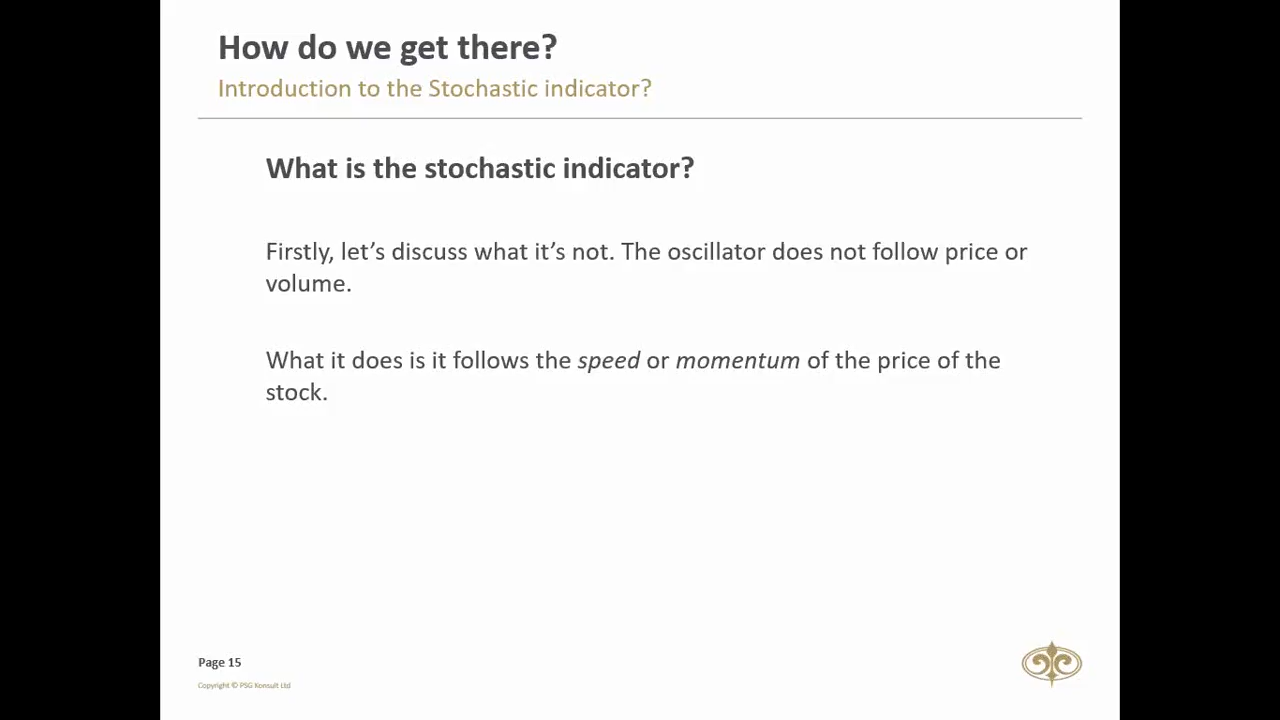 How do we get there?
Introduction to the Stochastic indicator?
What is the stochastic indicator?
Firstly, let’s discuss what it’s not. The oscillator does not follow price or
volume.
What it does is it follows the speed or momentum of the price of the
stock.
Page 15
Copyright © PSG Konsult Ltd